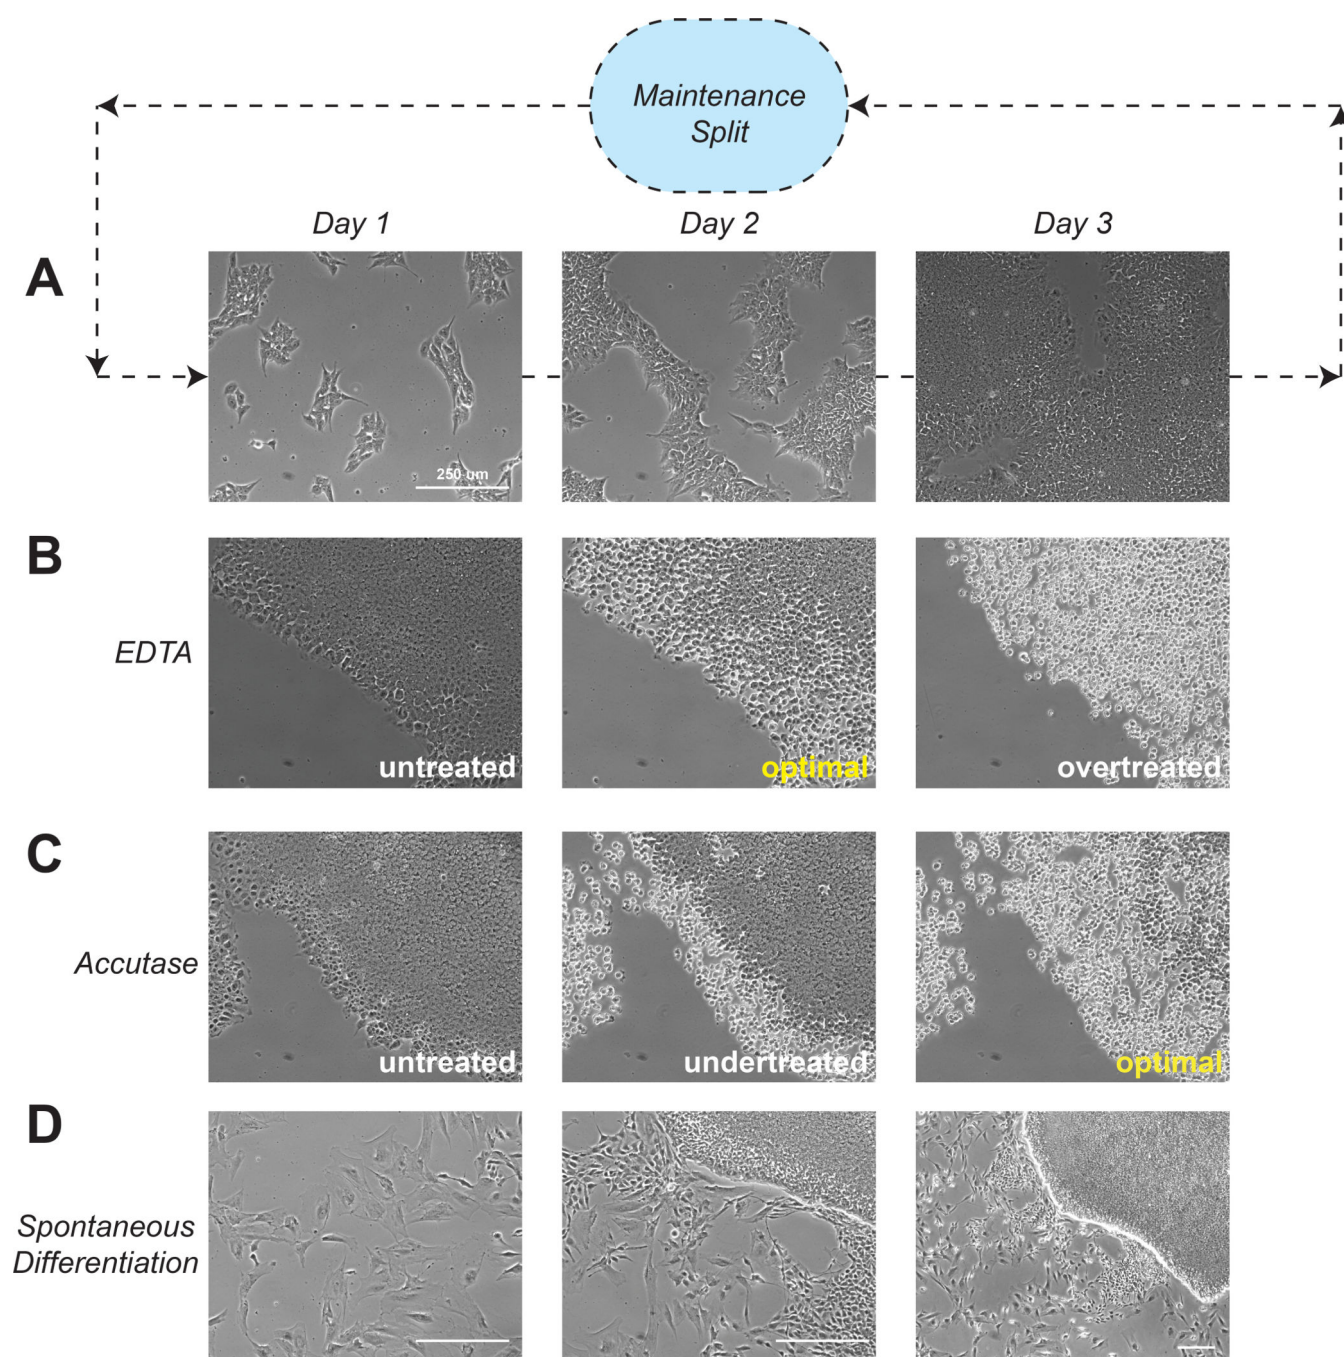 Maintenance
Split
Day 1
Day 2
Day 3
A
250 um
B
EDTA
untreated
optimal
overtreated
C
Accutase
untreated
undertreated
optimal
D
Spontaneous
Differentiation